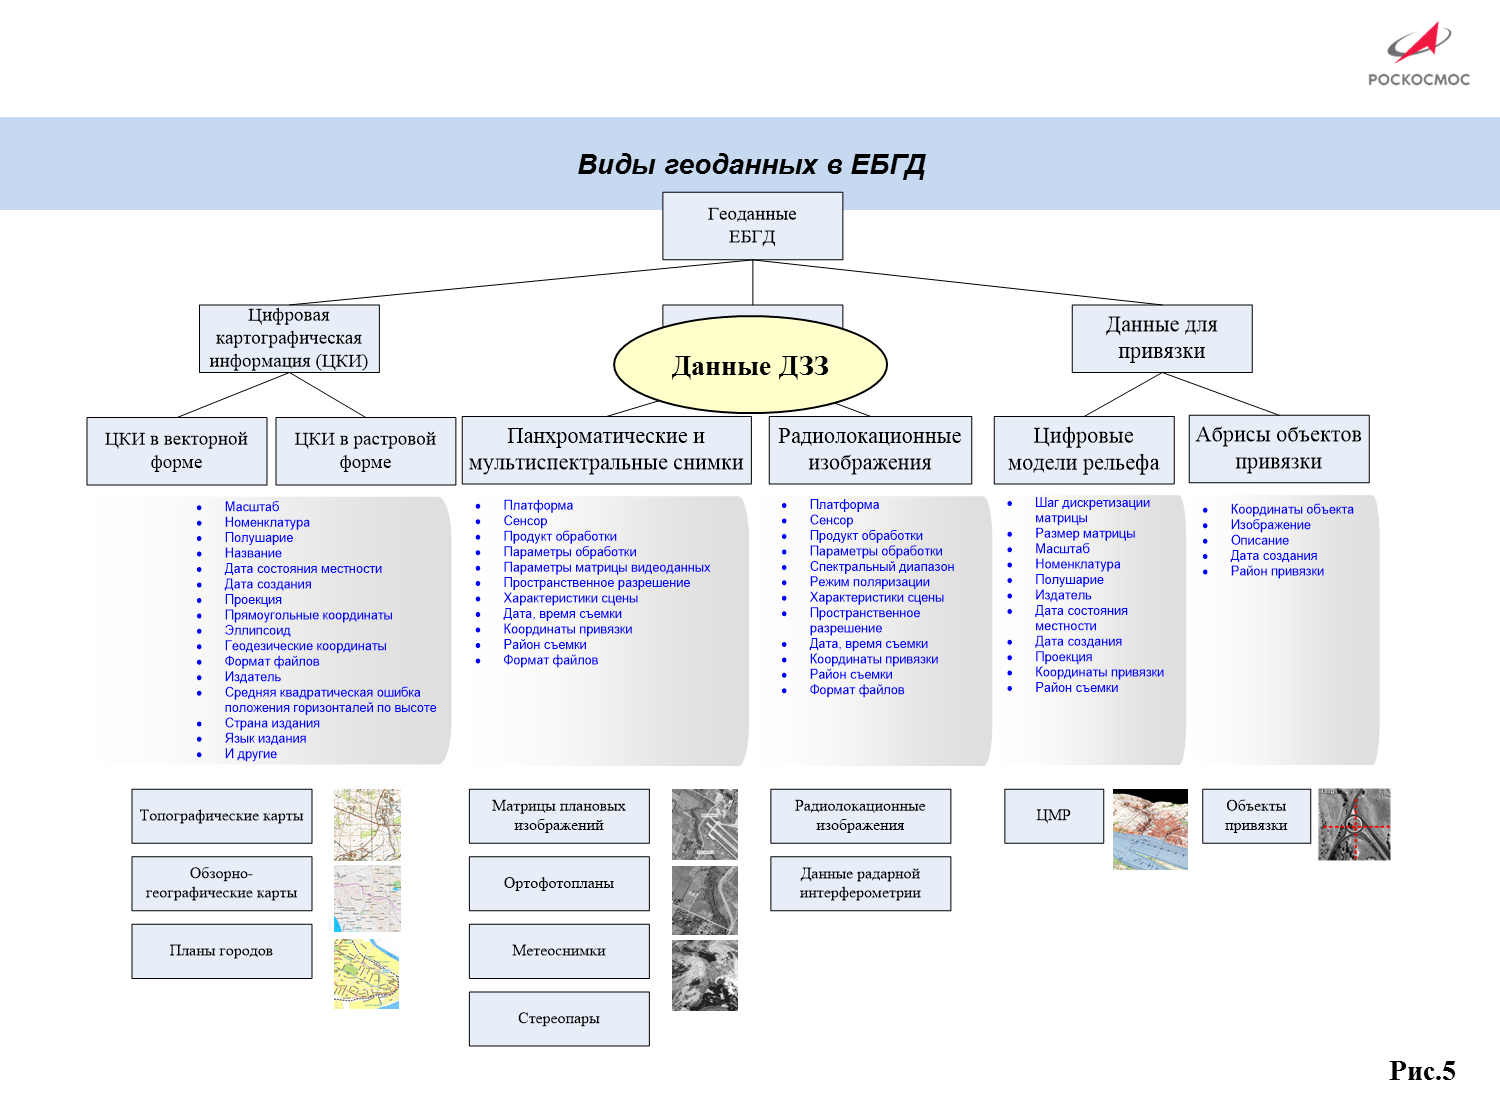 РОСКОСМОС
Виды геоданных в ЕБГД
Геоданные
ЕБГД
Цифровая
картографическая
информация (ЦКИ)
Данные ДЗЗ
Данные для
привязки
ЦКИ в векторной
форме
ЦКИ в растровой
форме
Панхроматические и
мультиспектральные снимки
Радиолокационные
изображения
Цифровые
модели рельефа
Абрисы объектов
привязки
• Масштаб
• Номенклатура
• Полушарие
• Название
• Дата состояния местности
• Дата создания
• Проекция
• Прямоугольные координаты
• Эллипсоид
• Геодезические координаты
• Формат файлов
• Издатель
• Средняя квадратическая ошибка
положения горизонталей по высоте
• Страна издания
• Язык издания
• И другие
• Платформа
• Сенсор
• Продукт обработки
• Параметры обработки
• Параметры матрицы видеоданных
• Пространственное разрешение
• Характеристики сцены
• Дата, время съемки
• Координаты привязки
• Район съемки
• Формат файлов
• Платформа
• Сенсор
• Продукт обработки
• Параметры обработки
• Спектральный диапазон
• Режим поляризации
• Характеристики сцены
• Пространственное
разрешение
• Дата, время съемки
• Координаты привязки
• Район съемки
• Формат файлов
• Шаг дискретизации
матрицы
• Размер матрицы
• Масштаб
• Номенклатура
• Полушарие
• Издатель
• Дата состояния
местности
• Дата создания
• Проекция
• Координаты привязки
• Район съемки
• Координаты объекта
• Изображение
• Описание
• Дата создания
• Район привязки
Топографические карты
Обзорно-
географические карты
Планы городов
Матрицы плановых
изображений
Ортофотопланы
Метеоснимки
Стереопары
Радиолокационные
изображения
Данные радарной
интерферометрии
ЦМР
Объекты
привязки
Рис.5